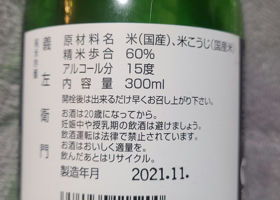 純米吟醸
義左衛門
原材料名 米(国産)、米こうじ(国産米)
精米歩合 60%
アルコール分 15度
内容量 300ml
開栓後は出来るだけ早くお召し上がり下さい。
お酒は20歳になってから。
妊娠中や授乳期の飲酒は避けましょう。
飲酒運転は法律で禁止されています。
お酒はおいしく適量を。
飲んだあとはリサイクル。
製造年月 2021.11.